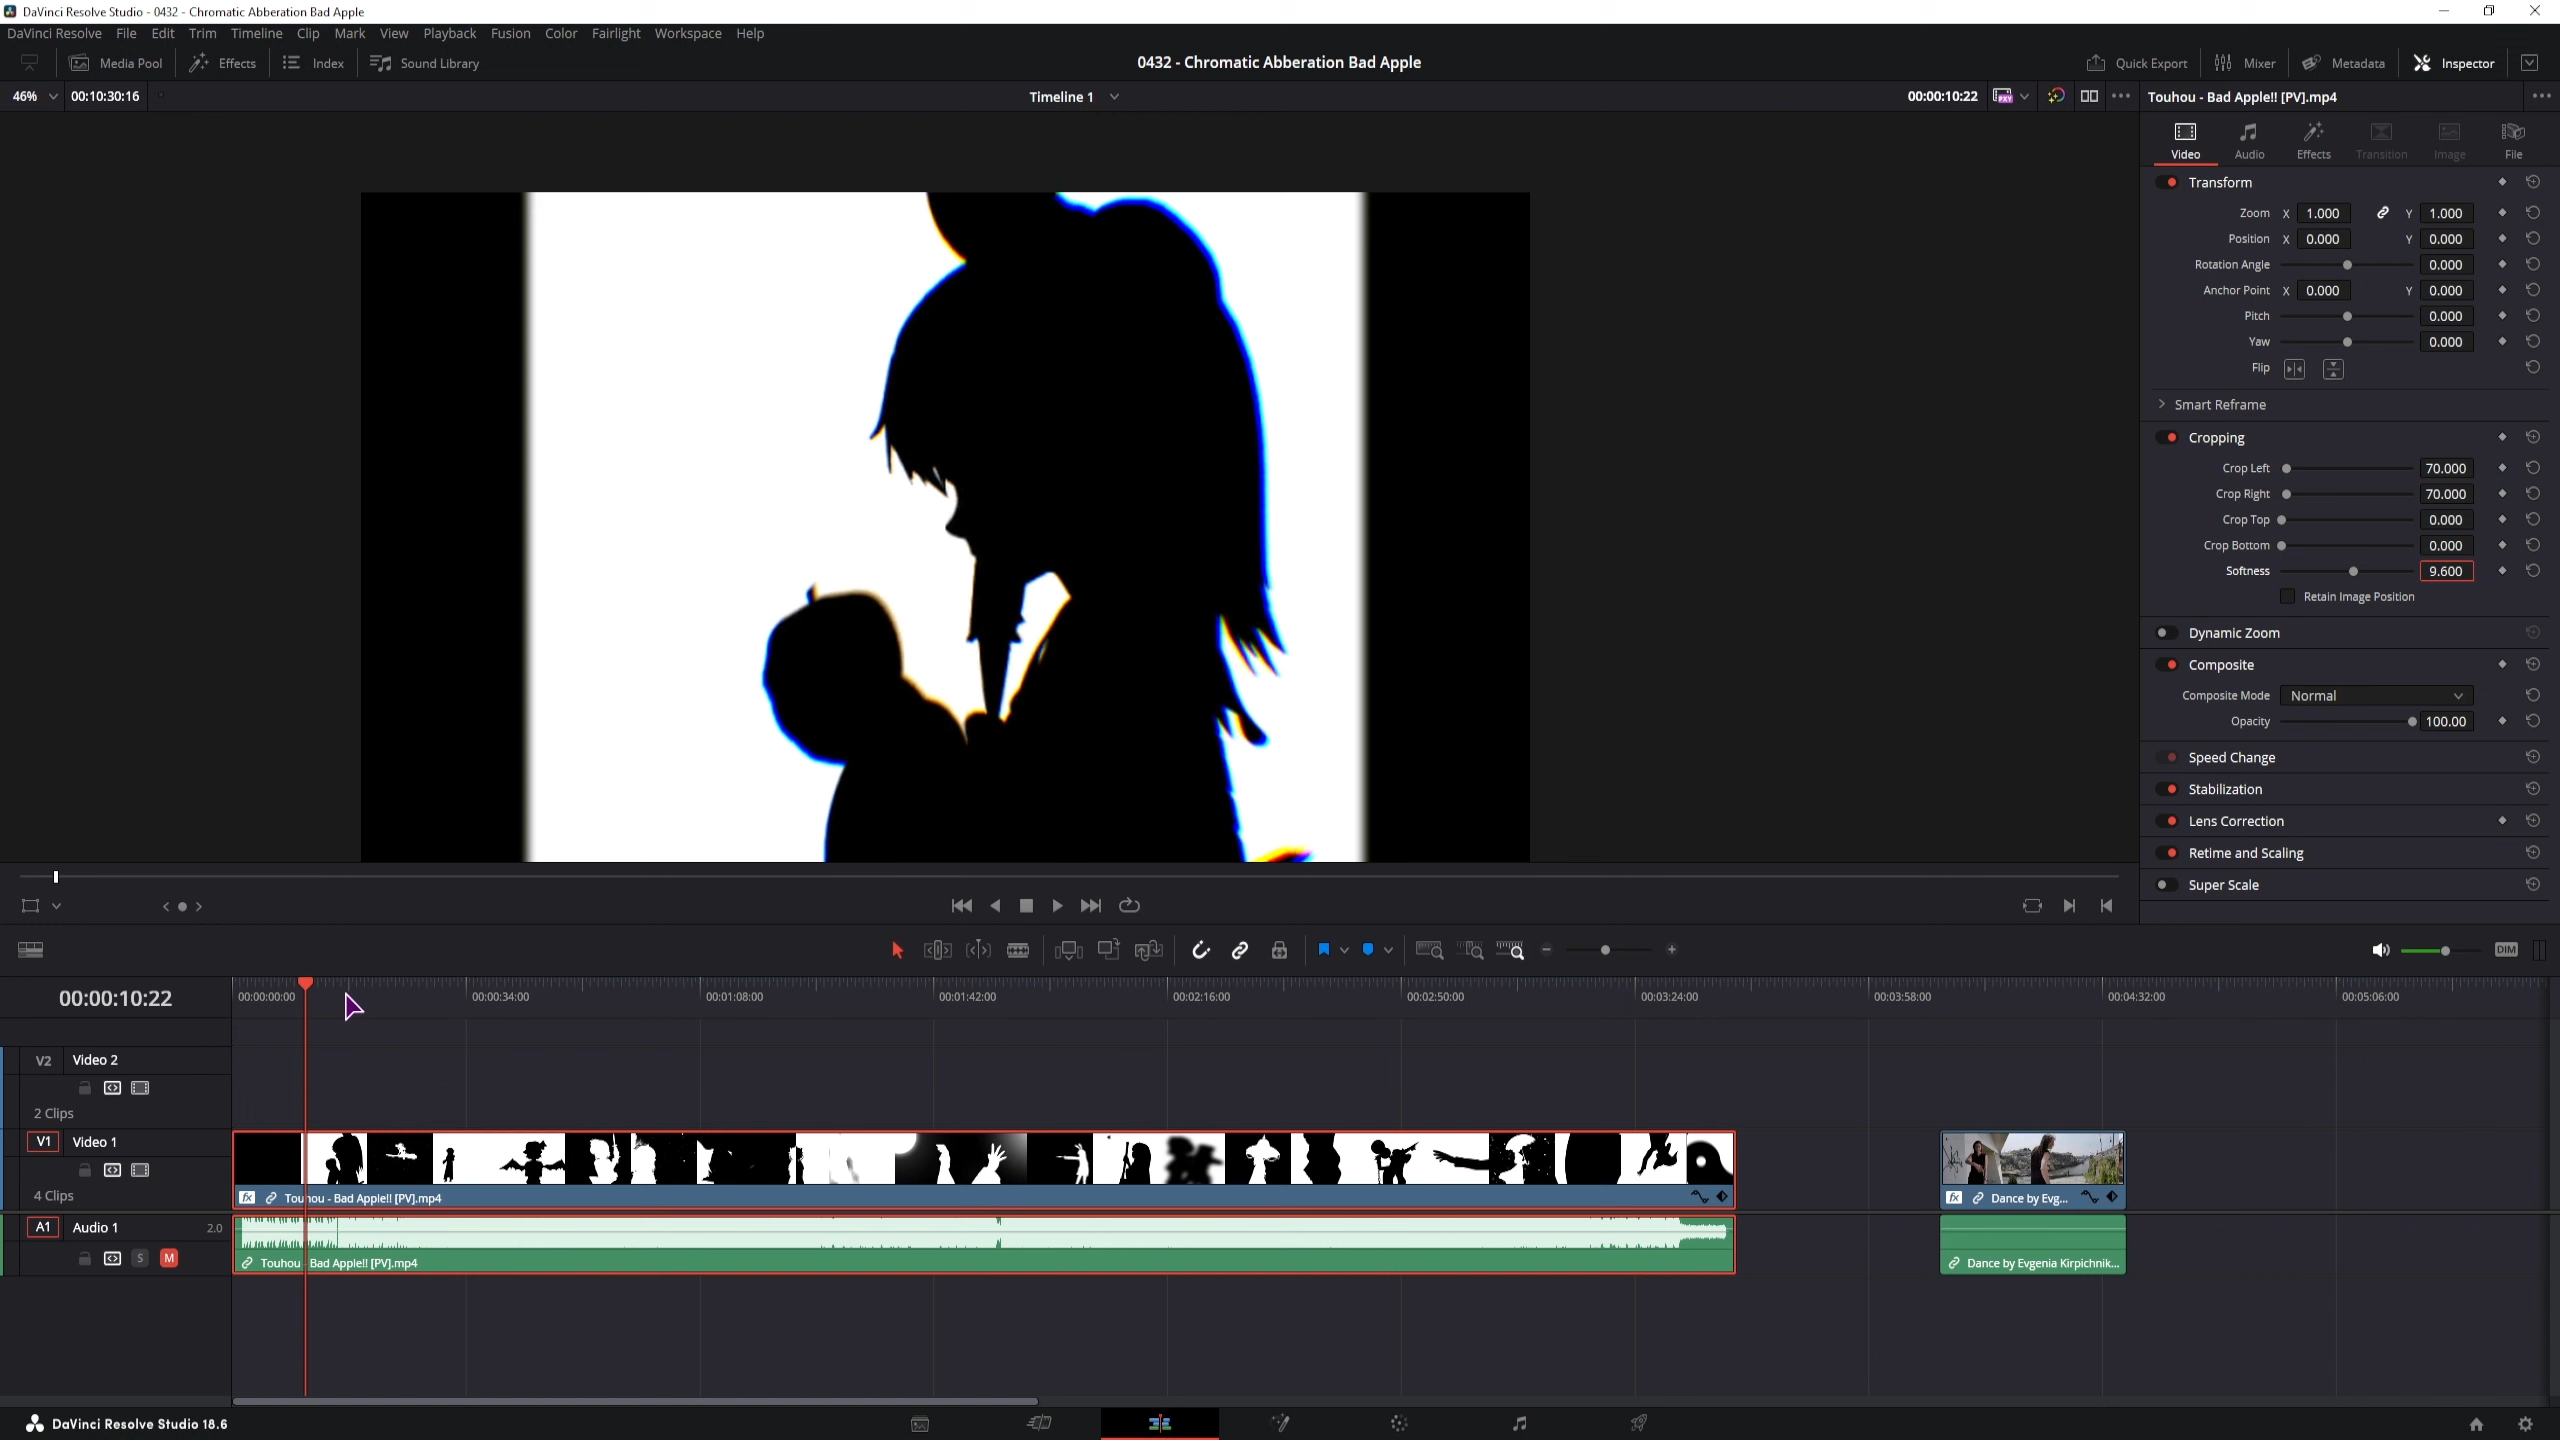 DaVinci Resolve Studio - 0432 - Chromatic Abberation Bad Apple
DaVinci Resolve File Edit Trim Timeline Clip Mark View Playback Fusion Color Fairlight Workspace Help
Media Pool Effects Index Sound Library 0432 - Chromatic Abberation Bad Apple Quick Export Mixer Metadata Inspector
46% 00:10:30:16 Timeline 1 00:00:10:22 PXY Touhou - Bad Apple!! [PV].mp4
Video Audio Effects Transition Image File
Transform
Zoom X 1.000 Y 1.000
Position X 0.000 Y 0.000
Rotation Angle 0.000
Anchor Point X 0.000 Y 0.000
Pitch 0.000
Yaw 0.000
Flip
Smart Reframe
Cropping
Crop Left 70.000
Crop Right 70.000
Crop Top 0.000
Crop Bottom 0.000
Softness 9.600
Retain Image Position
Dynamic Zoom
Composite
Composite Mode Normal
Opacity 100.00
Speed Change
Stabilization
Lens Correction
Retime and Scaling
Super Scale
DIM
00:00:10:22 00:00:00:00 00:00:34:00 00:01:08:00 00:01:42:00 00:02:16:00 00:02:50:00 00:03:24:00 00:03:58:00 00:04:32:00 00:05:06:00
V2 Video 2
2 Clips
V1 Video 1
4 Clips
fx Touhou - Bad Apple!! [PV].mp4
fx Dance by Evg...
A1 Audio 1 2.0
S M
Touhou - Bad Apple!! [PV].mp4
Dance by Evgenia Kirpichnik...
DaVinci Resolve Studio 18.6